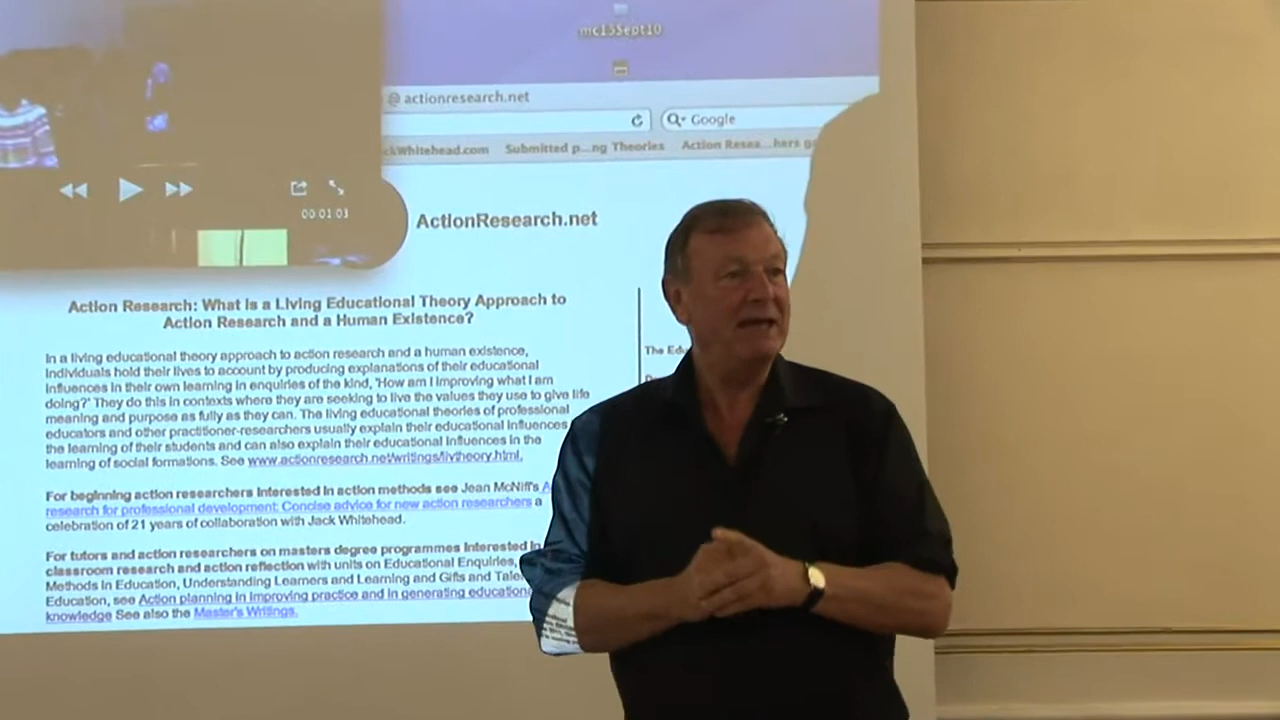 mc15Sept10
@ actionresearch.net
Google
ckWhitehead.com Submitted p...ng Theories Action Resea...hers
00:01:03
ActionResearch.net
Action Research: What is a Living Educational Theory Approach to
Action Research and a Human Existence?
In a living educational theory approach to action research and a human existence,
individuals hold their lives to account by producing explanations of their educational
influences in their own learning in enquiries of the kind, 'How am I improving what I am
doing?' They do this in contexts where they are seeking to live the values they use to give life
meaning and purpose as fully as they can. The living educational theories of professional
educators and other practitioner-researchers usually explain their educational influences
the learning of their students and can also explain their educational influences in the
learning of social formations. See www.actionresearch.net/writings/livtheory.html.
For beginning action researchers interested in action methods see Jean McNiff's A
research for professional development: Concise advice for new action researchers a
celebration of 21 years of collaboration with Jack Whitehead.
For tutors and action researchers on masters degree programmes interested in
classroom research and action reflection with units on Educational Enquiries,
Methods in Education, Understanding Learners and Learning and Gifts and Tale
Education, see Action planning in improving practice and in generating educationa
knowledge See also the Master's Writings.
The Edu